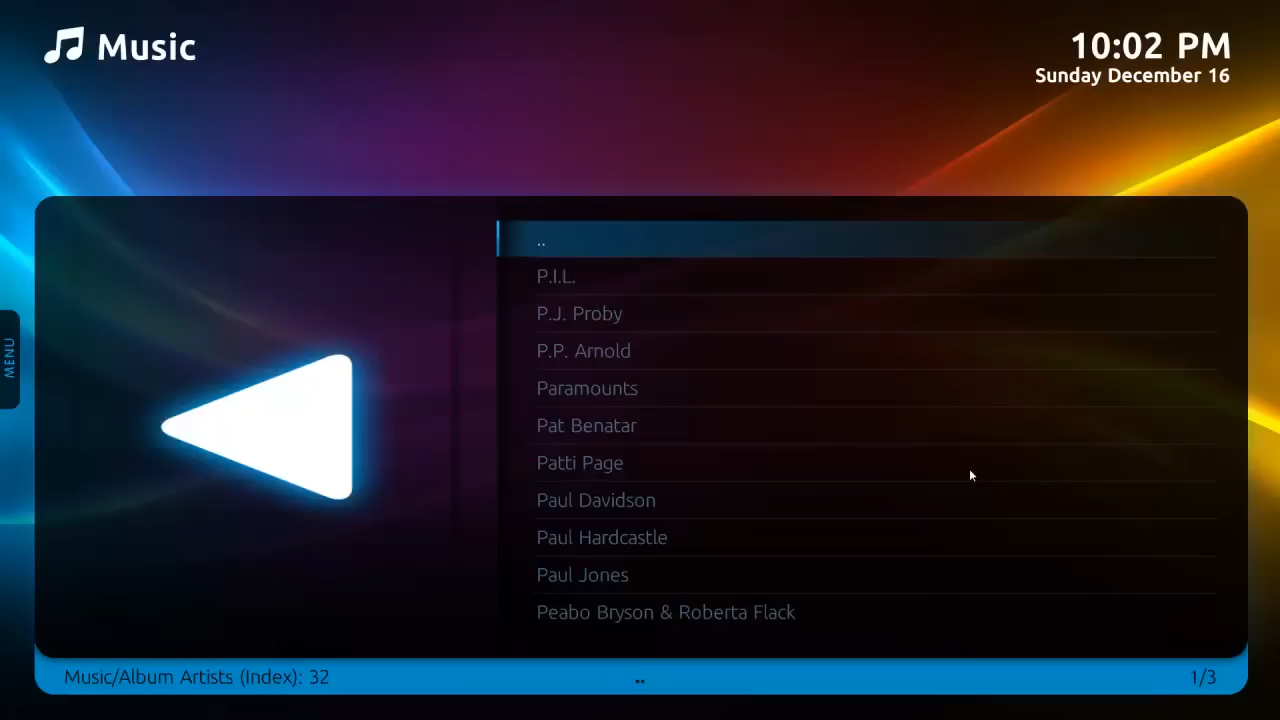 Music
10:02 PM
Sunday December 16
MENU
..
P.I.L.
P.J. Proby
P.P. Arnold
Paramounts
Pat Benatar
Patti Page
Paul Davidson
Paul Hardcastle
Paul Jones
Peabo Bryson & Roberta Flack
Music/Album Artists (Index): 32
..
1/3